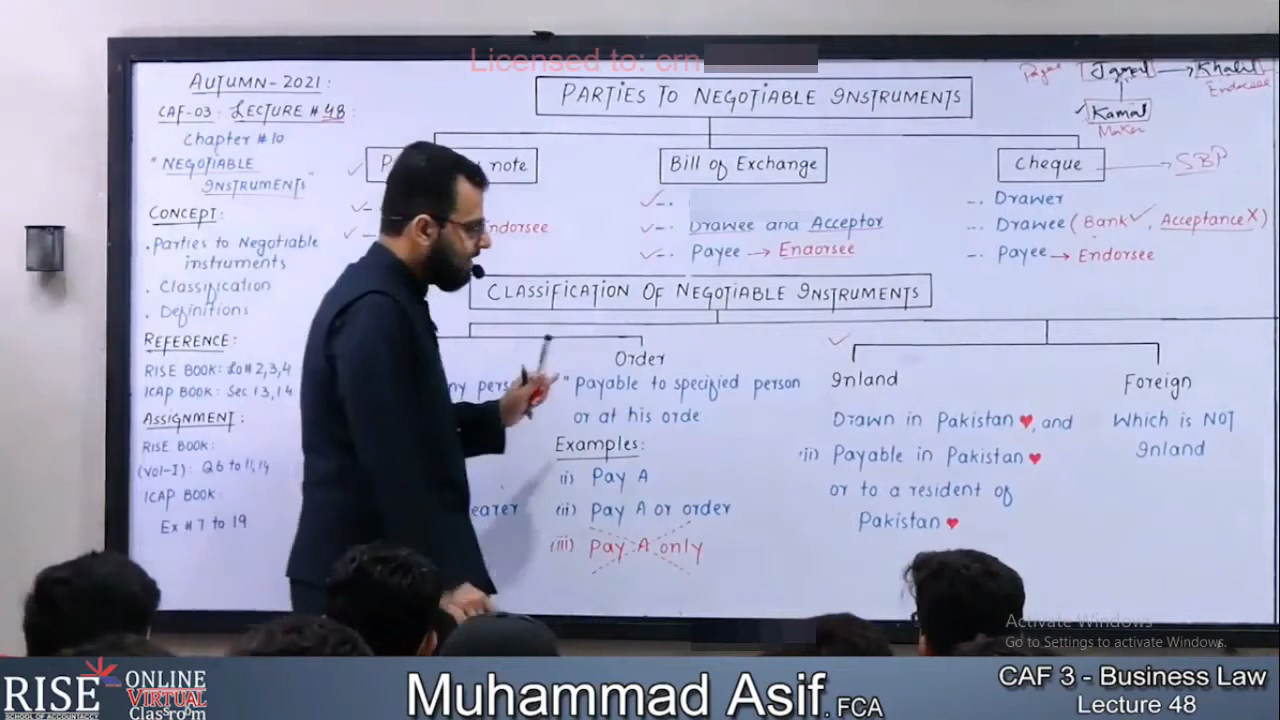 Licensed to: crn
AUTUMN-2021:
CAF-03: LECTURE # 48:
Chapter #10
"NEGOTIABLE
INSTRUMENTS"
CONCEPT:
. Parties to Negotiable
instruments
. Classification
. Definitions
REFERENCE:
RISE BOOK: LO# 2,3,4
ICAP BOOK: Sec 13,14
ASSIGNMENT:
RISE BOOK:
(Vol-I): Q6 to 11,14
ICAP BOOK:
Ex # 7 to 19
PARTIES TO NEGOTIABLE INSTRUMENTS
Payee Jamal → Khalil
Endorsee
Kamal
Maker
note
Endorsee
Bill of Exchange
Drawee and Acceptor
Payee → Endorsee
Cheque → SBP
-. Drawer
-. Drawee (Bank✓, Acceptance X)
-. Payee → Endorsee
CLASSIFICATION OF NEGOTIABLE INSTRUMENTS
Order
"Payable to specified person
or at his orde
Examples:
(i) Pay A
(ii) Pay A or order
(iii) Pay A only
Inland
Drawn in Pakistan ♥, and
(ii) Payable in Pakistan ♥
or to a resident of
Pakistan ♥
Foreign
Which is NOT
Inland
Activate Windows
Go to Settings to activate Windows.
RISE
SCHOOL OF ACCOUNTANCY
ONLINE
VIRTUAL
Classroom
Muhammad Asif. FCA
CAF 3 - Business Law
Lecture 48